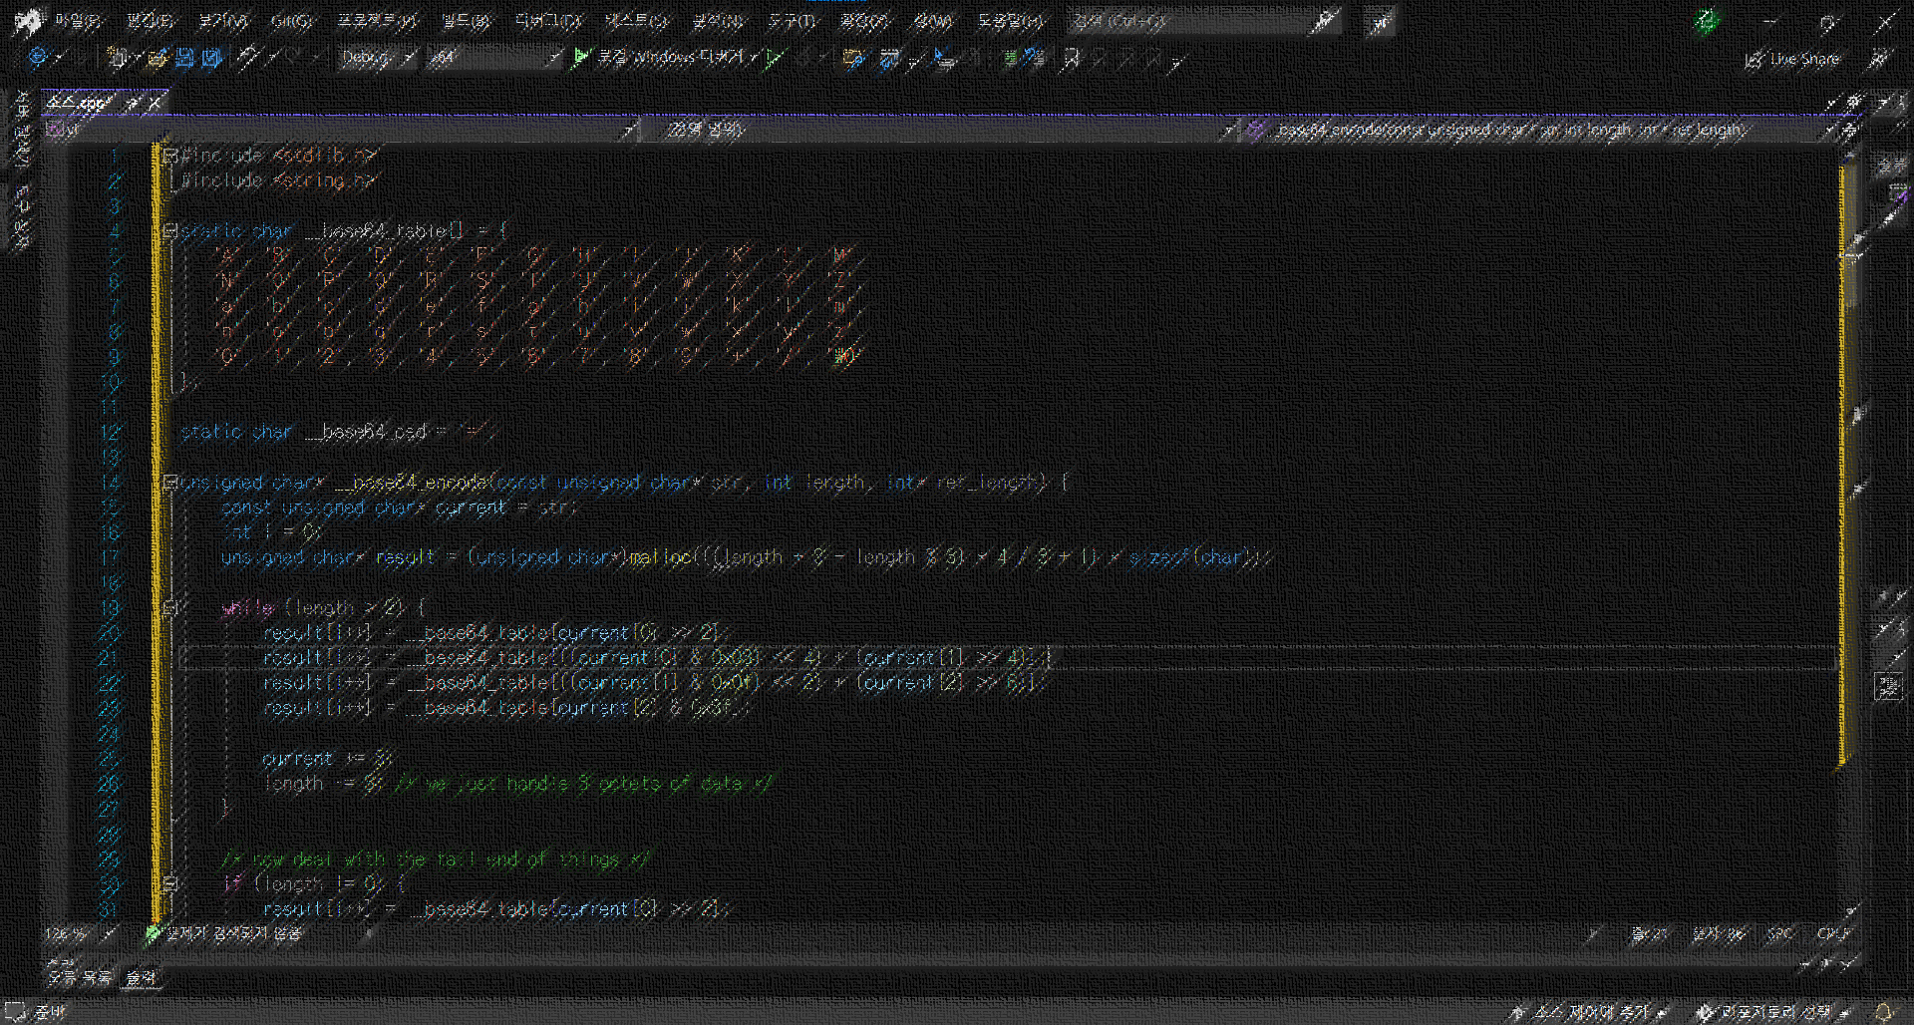 파일(F) 편집(E) 보기(V) Git(G) 프로젝트(P) 빌드(B) 디버그(D) 테스트(S) 분석(N) 도구(T) 확장(X) 창(W) 도움말(H) 검색 (Ctrl+Q) yf
Debug x64 로컬 Windows 디버거 Live Share
소스.cpp*
yf (전역 범위) __base64_encode(const unsigned char * str, int length, int * ret_length)
1 #include <stdlib.h>
2 #include <string.h>
3
4 static char __base64_table[] = {
5 'A', 'B', 'C', 'D', 'E', 'F', 'G', 'H', 'I', 'J', 'K', 'L', 'M',
6 'N', 'O', 'P', 'Q', 'R', 'S', 'T', 'U', 'V', 'W', 'X', 'Y', 'Z',
7 'a', 'b', 'c', 'd', 'e', 'f', 'g', 'h', 'i', 'j', 'k', 'l', 'm',
8 'n', 'o', 'p', 'q', 'r', 's', 't', 'u', 'v', 'w', 'x', 'y', 'z',
9 '0', '1', '2', '3', '4', '5', '6', '7', '8', '9', '+', '/', '\0'
10 };
11
12 static char __base64_pad = '=';
13
14 unsigned char* __base64_encode(const unsigned char* str, int length, int* ret_length) {
15 const unsigned char* current = str;
16 int i = 0;
17 unsigned char* result = (unsigned char*)malloc(((length + 3 - length % 3) * 4 / 3 + 1) * sizeof(char));
18
19 while (length > 2) {
20 result[i++] = __base64_table[current[0] >> 2];
21 result[i++] = __base64_table[((current[0] & 0x03) << 4) + (current[1] >> 4)];
22 result[i++] = __base64_table[((current[1] & 0x0f) << 2) + (current[2] >> 6)];
23 result[i++] = __base64_table[current[2] & 0x3f];
24
25 current += 3;
26 length -= 3; /* we just handle 3 octets of data */
27 }
28
29 /* now deal with the tail end of things */
30 if (length != 0) {
31 result[i++] = __base64_table[current[0] >> 2];
126 % 문제가 검색되지 않음 줄: 21 문자: 86 SPC CRLF
오류 목록 출력
준비 소스 제어에 추가 리포지토리 선택